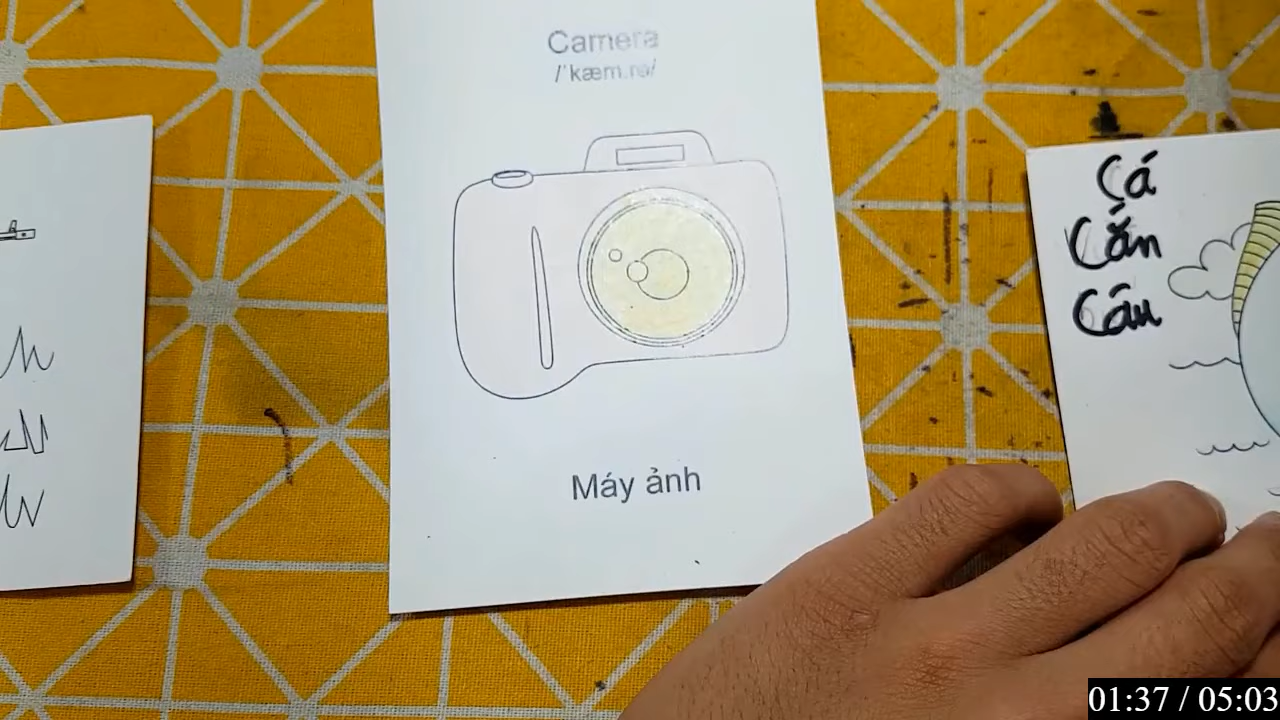 Camera
/ˈkæm.rə/
Máy ảnh
Cá
Cắn
Câu
01:37 / 05:03